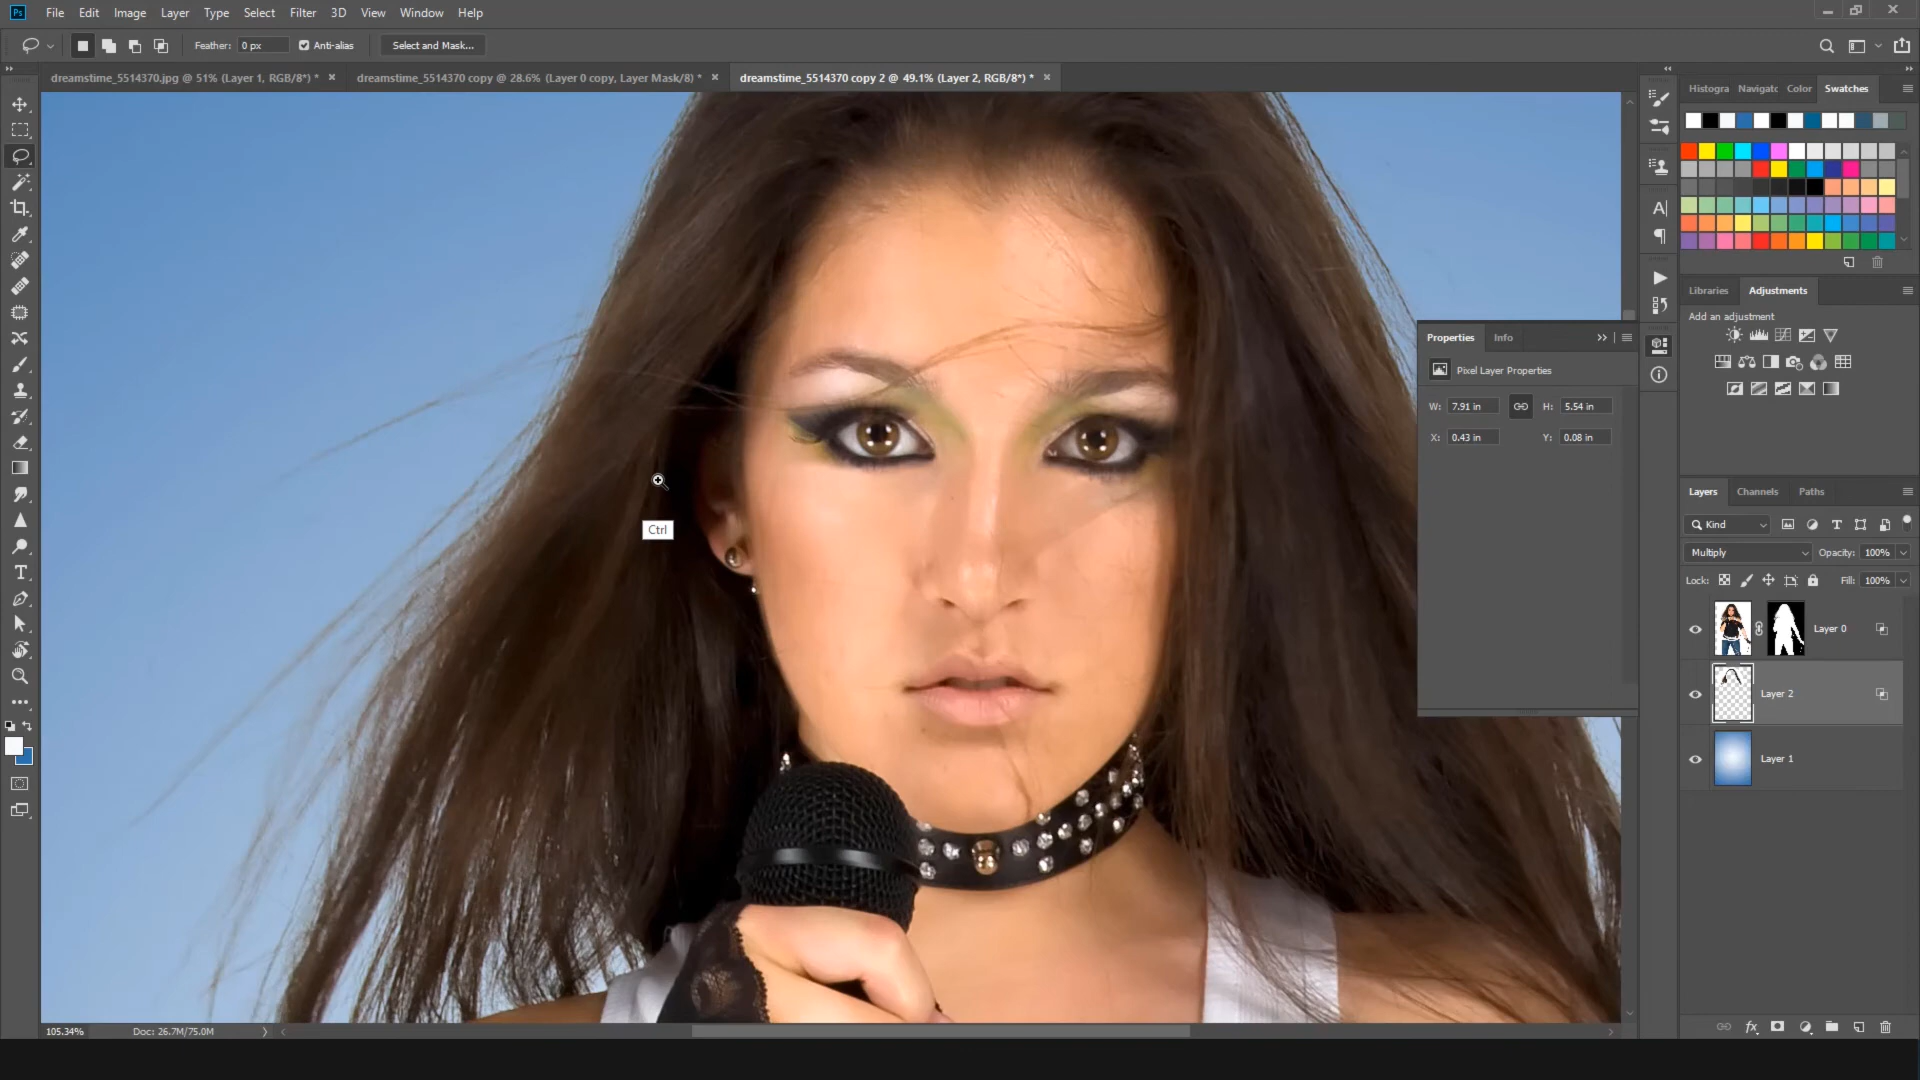 Ps File Edit Image Layer Type Select Filter 3D View Window Help
Feather: 0 px Anti-alias Select and Mask...
dreamstime_5514370.jpg @ 51% (Layer 1, RGB/8*) * dreamstime_5514370 copy @ 28.6% (Layer 0 copy, Layer Mask/8) * dreamstime_5514370 copy 2 @ 49.1% (Layer 2, RGB/8*) *
Histogra Navigatc Color Swatches
Libraries Adjustments
Add an adjustment
Properties Info
Pixel Layer Properties
W: 7.91 in H: 5.54 in
X: 0.43 in Y: 0.08 in
Ctrl
Layers Channels Paths
Kind
Multiply Opacity: 100%
Lock: Fill: 100%
Layer 0
Layer 2
Layer 1
105.34% Doc: 26.7M/75.0M